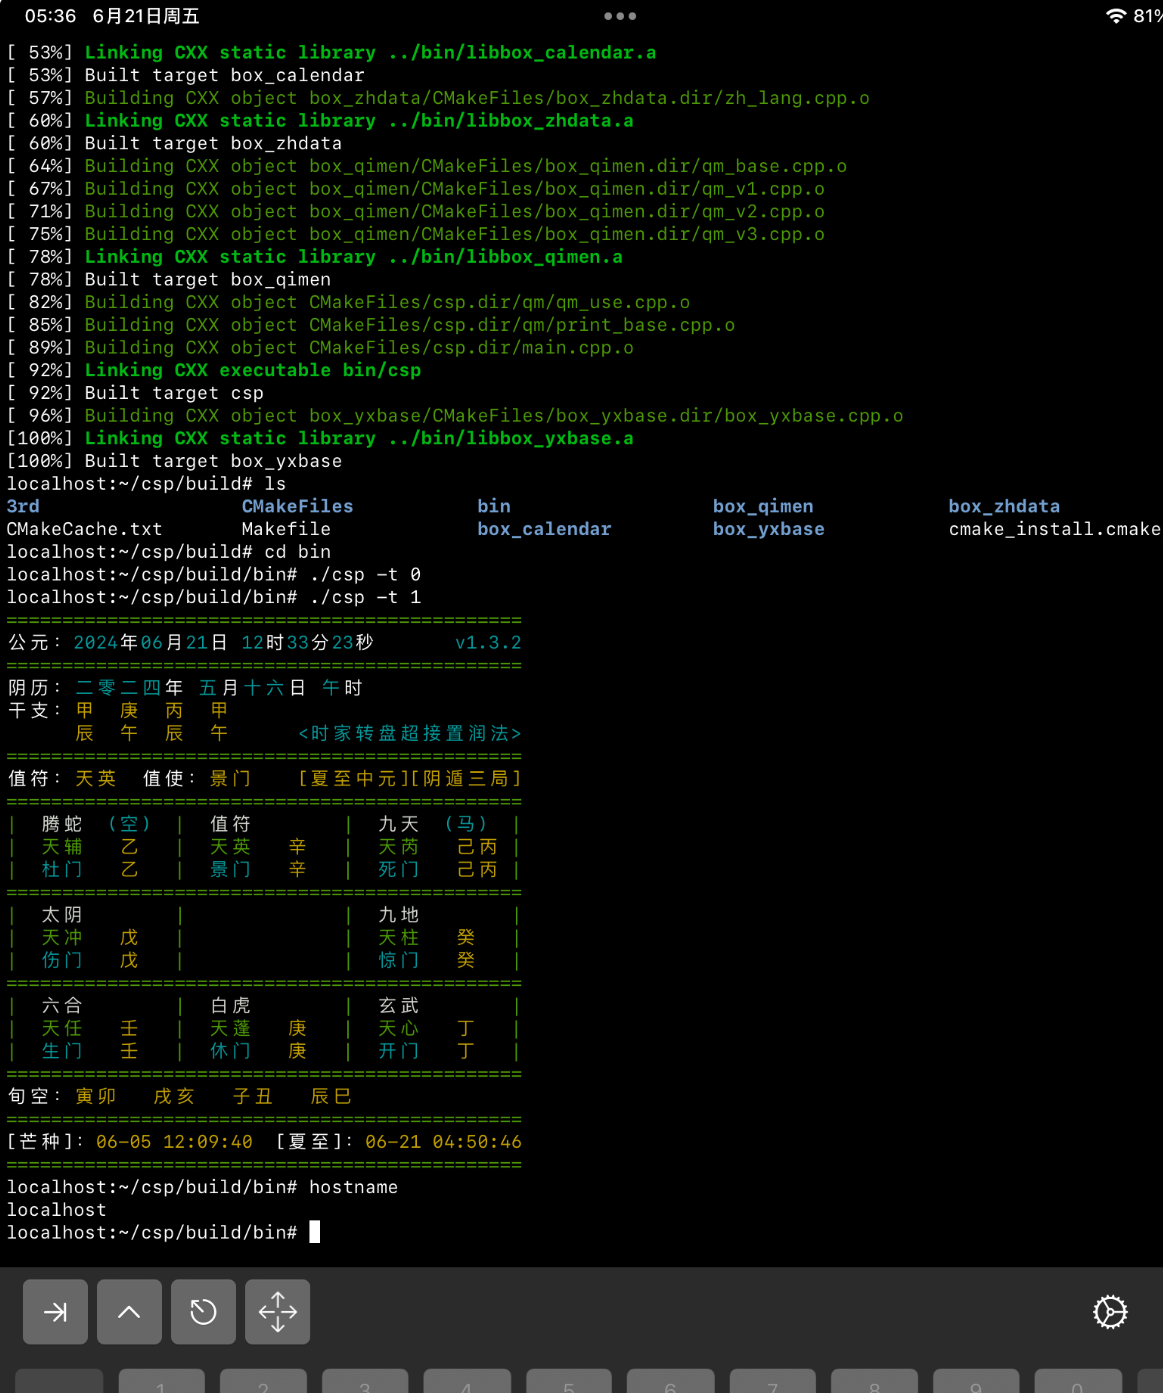 05:36 6月21日周五 81%
[ 53%] Linking CXX static library ../bin/libbox_calendar.a
[ 53%] Built target box_calendar
[ 57%] Building CXX object box_zhdata/CMakeFiles/box_zhdata.dir/zh_lang.cpp.o
[ 60%] Linking CXX static library ../bin/libbox_zhdata.a
[ 60%] Built target box_zhdata
[ 64%] Building CXX object box_qimen/CMakeFiles/box_qimen.dir/qm_base.cpp.o
[ 67%] Building CXX object box_qimen/CMakeFiles/box_qimen.dir/qm_v1.cpp.o
[ 71%] Building CXX object box_qimen/CMakeFiles/box_qimen.dir/qm_v2.cpp.o
[ 75%] Building CXX object box_qimen/CMakeFiles/box_qimen.dir/qm_v3.cpp.o
[ 78%] Linking CXX static library ../bin/libbox_qimen.a
[ 78%] Built target box_qimen
[ 82%] Building CXX object CMakeFiles/csp.dir/qm/qm_use.cpp.o
[ 85%] Building CXX object CMakeFiles/csp.dir/qm/print_base.cpp.o
[ 89%] Building CXX object CMakeFiles/csp.dir/main.cpp.o
[ 92%] Linking CXX executable bin/csp
[ 92%] Built target csp
[ 96%] Building CXX object box_yxbase/CMakeFiles/box_yxbase.dir/box_yxbase.cpp.o
[100%] Linking CXX static library ../bin/libbox_yxbase.a
[100%] Built target box_yxbase
localhost:~/csp/build# ls
3rd CMakeFiles bin box_qimen box_zhdata
CMakeCache.txt Makefile box_calendar box_yxbase cmake_install.cmake
localhost:~/csp/build# cd bin
localhost:~/csp/build/bin# ./csp -t 0
localhost:~/csp/build/bin# ./csp -t 1
==============================================
公元: 2024年06月21日 12时33分23秒 v1.3.2
==============================================
阴历: 二零二四年 五月十六日 午时
干支: 甲 庚 丙 甲
辰 午 辰 午 <时家转盘超接置润法>
==============================================
值符: 天英 值使: 景门 [夏至中元][阴遁三局]
==============================================
| 腾蛇 (空) | 值符 | 九天 (马) |
| 天辅 乙 | 天英 辛 | 天芮 己丙 |
| 杜门 乙 | 景门 辛 | 死门 己丙 |
==============================================
| 太阴 | | 九地 |
| 天冲 戊 | | 天柱 癸 |
| 伤门 戊 | | 惊门 癸 |
==============================================
| 六合 | 白虎 | 玄武 |
| 天任 壬 | 天蓬 庚 | 天心 丁 |
| 生门 壬 | 休门 庚 | 开门 丁 |
==============================================
旬空: 寅卯 戌亥 子丑 辰巳
==============================================
[芒种]: 06-05 12:09:40 [夏至]: 06-21 04:50:46
==============================================
localhost:~/csp/build/bin# hostname
localhost
localhost:~/csp/build/bin#
1 2 3 4 5 6 7 8 9 0